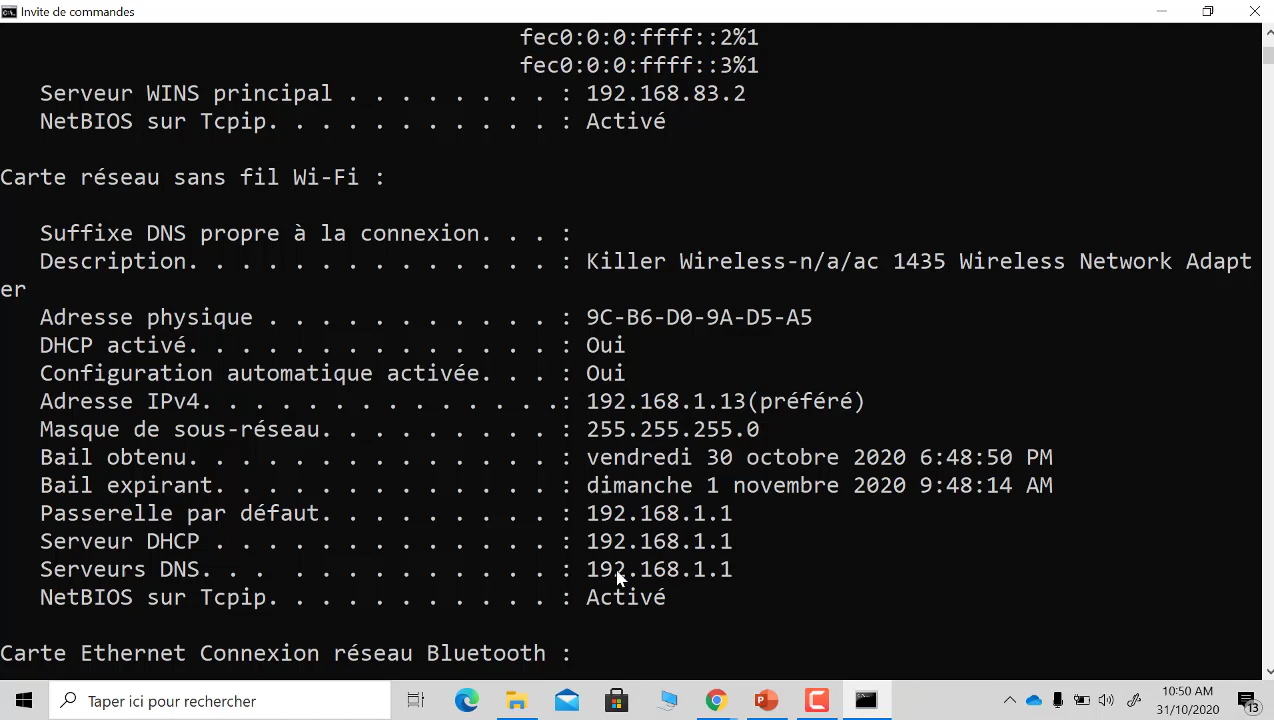 Invite de commandes
fec0:0:0:ffff::2%1
fec0:0:0:ffff::3%1
Serveur WINS principal . . . . . . . . : 192.168.83.2
NetBIOS sur Tcpip. . . . . . . . . . . : Activé
Carte réseau sans fil Wi-Fi :
Suffixe DNS propre à la connexion. . . :
Description. . . . . . . . . . . . . . : Killer Wireless-n/a/ac 1435 Wireless Network Adapt
er
Adresse physique . . . . . . . . . . . : 9C-B6-D0-9A-D5-A5
DHCP activé. . . . . . . . . . . . . . : Oui
Configuration automatique activée. . . : Oui
Adresse IPv4. . . . . . . . . . . . . .: 192.168.1.13(préféré)
Masque de sous-réseau. . . . . . . . . : 255.255.255.0
Bail obtenu. . . . . . . . . . . . . . : vendredi 30 octobre 2020 6:48:50 PM
Bail expirant. . . . . . . . . . . . . : dimanche 1 novembre 2020 9:48:14 AM
Passerelle par défaut. . . . . . . . . : 192.168.1.1
Serveur DHCP . . . . . . . . . . . . . : 192.168.1.1
Serveurs DNS. . . . . . . . . . . . . : 192.168.1.1
NetBIOS sur Tcpip. . . . . . . . . . . : Activé
Carte Ethernet Connexion réseau Bluetooth :
Taper ici pour rechercher
10:50 AM
31/10/2020
13